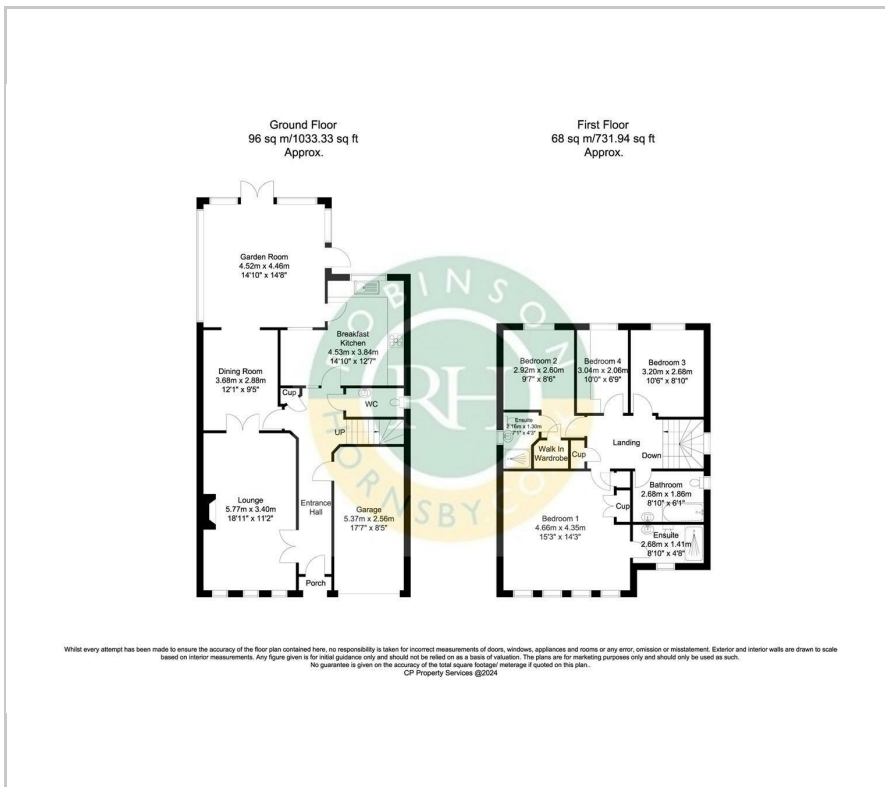 Ground Floor
96 sq m/1033.33 sq ft
Approx.
First Floor
68 sq m/731.94 sq ft
Approx.
Garden Room
4.52m x 4.46m
14'10" x 14'8"
Breakfast
Kitchen
4.53m x 3.84m
14'10" x 12'7"
Dining Room
3.68m x 2.88m
12'1" x 9'5"
Cup
WC
UP
Lounge
5.77m x 3.40m
18'11" x 11'2"
Entrance
Hall
Garage
5.37m x 2.56m
17'7" x 8'5"
Porch
Bedroom 2
2.92m x 2.60m
9'7" x 8'6"
Bedroom 4
3.04m x 2.06m
10'0" x 6'9"
Bedroom 3
3.20m x 2.68m
10'6" x 8'10"
Ensuite
2.16m x 1.30m
7'1" x 4'3"
Walk In
Wardrobe
Cup
Landing
Down
Bathroom
2.68m x 1.86m
8'10" x 6'1"
Cup
Bedroom 1
4.66m x 4.35m
15'3" x 14'3"
Ensuite
2.68m x 1.41m
8'10" x 4'8"
ROBINSON
RH
HORNSBY.CO
Whilst every attempt has been made to ensure the accuracy of the floor plan contained here, no responsibility is taken for incorrect measurements of doors, windows, appliances and rooms or any error, omission or misstatement. Exterior and interior walls are drawn to scale
based on interior measurements. Any figure given is for initial guidance only and should not be relied on as a basis of valuation. The plans are for marketing purposes only and should only be used as such.
No guarantee is given on the accuracy of the total square footage/ meterage if quoted on this plan..
CP Property Services @2024